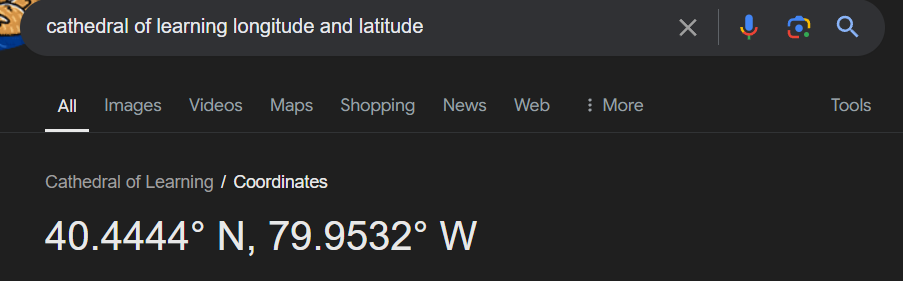 cathedral of learning longitude and latitude
All Images Videos Maps Shopping News Web More Tools
Cathedral of Learning / Coordinates
40.4444° N, 79.9532° W